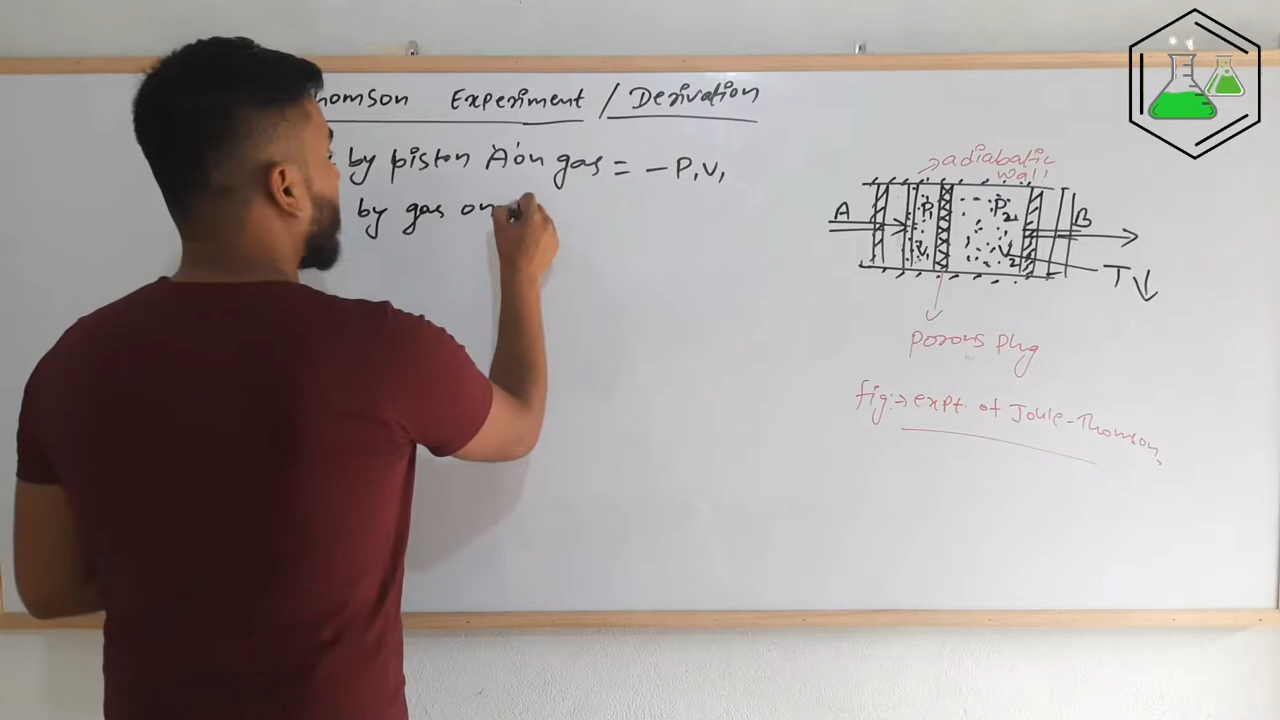 homson Experiment / Derivation
by piston 'A' on gas = - P₁V₁
by gas on
adiabatic
wall
A
P₁
P₂
B
V₁
V₂
T↓
porous plug
fig:→ expt. of Joule-Thomson